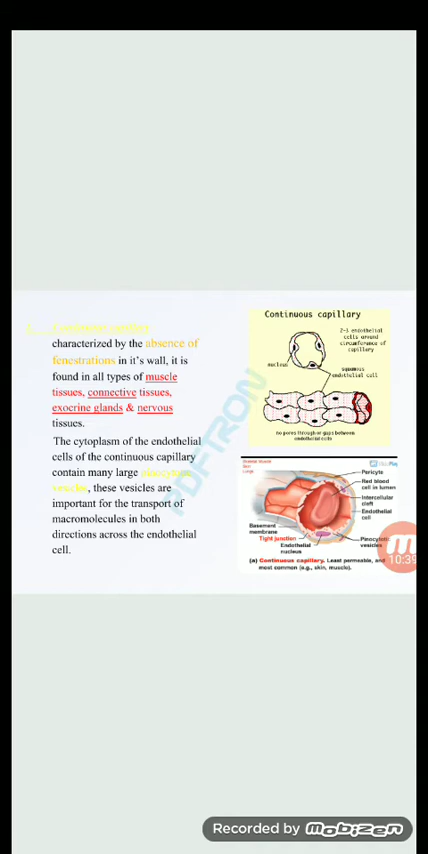 characterized by the absence of
fenestrations in it's wall, it is
found in all types of muscle
tissues, connective tissues,
exocrine glands & nervous
tissues.
The cytoplasm of the endothelial
cells of the continuous capillary
contain many large pinocytotic
vesicles, these vesicles are
important for the transport of
macromolecules in both
directions across the endothelial
cell.
Continuous capillary
2-3 endothelial
cells around
circumference of
capillary
nucleus
squamous
endothelial cell
no pores through or gaps between
endothelial cells
Pericyte
Red blood
cell in lumen
Intercellular
cleft
Endothelial
cell
Basement
membrane
Tight junction
Endothelial
nucleus
Pinocytotic
vesicles
(a) Continuous capillary. Least permeable, and
most common (e.g., skin, muscle).
PDFTRON
10:39
Recorded by mobizen